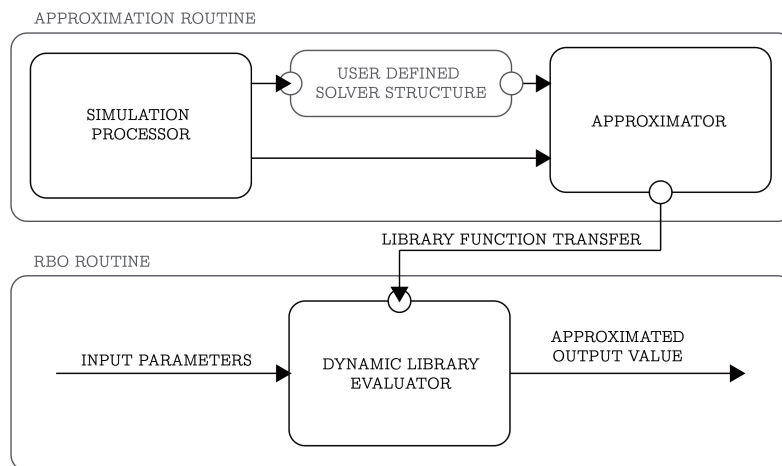 APPROXIMATION ROUTINE
USER DEFINED
SOLVER STRUCTURE
SIMULATION
PROCESSOR
APPROXIMATOR
LIBRARY FUNCTION TRANSFER
RBO ROUTINE
INPUT PARAMETERS
DYNAMIC LIBRARY
EVALUATOR
APPROXIMATED
OUTPUT VALUE